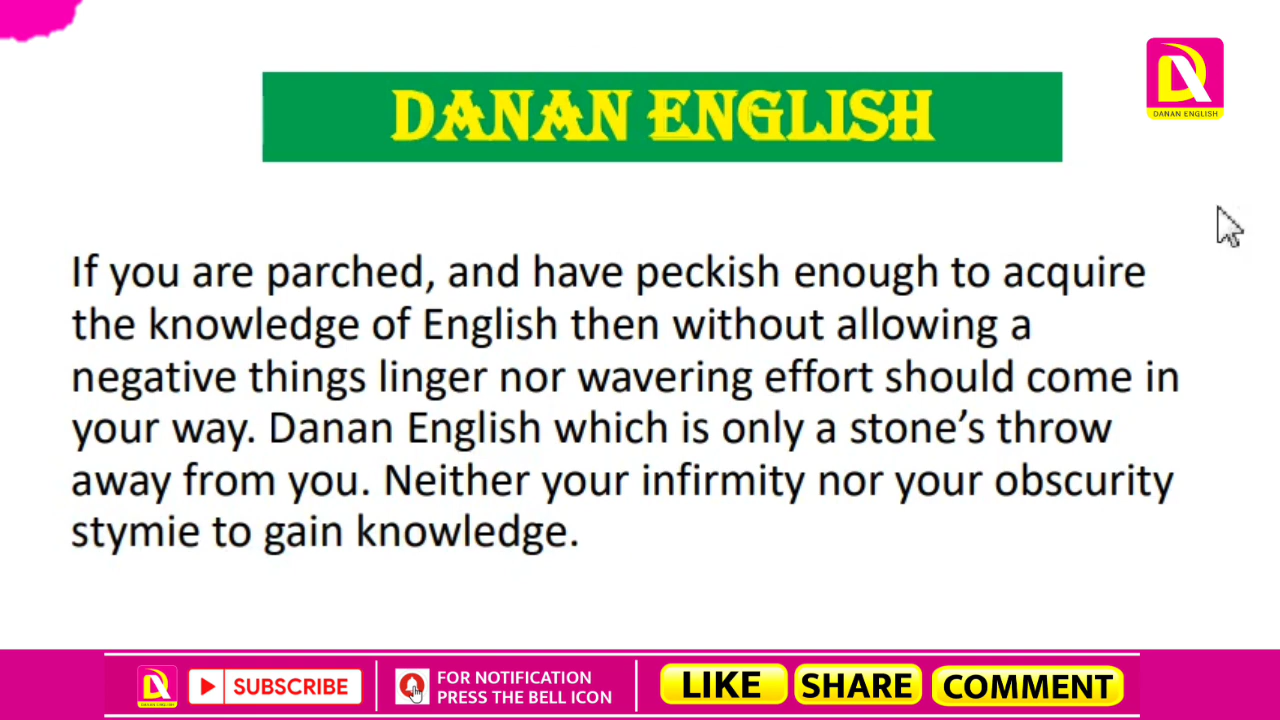 DANAN ENGLISH
DANAN ENGLISH
If you are parched, and have peckish enough to acquire
the knowledge of English then without allowing a
negative things linger nor wavering effort should come in
your way. Danan English which is only a stone’s throw
away from you. Neither your infirmity nor your obscurity
stymie to gain knowledge.
DANAN ENGLISH
SUBSCRIBE
FOR NOTIFICATION
PRESS THE BELL ICON
LIKE
SHARE
COMMENT